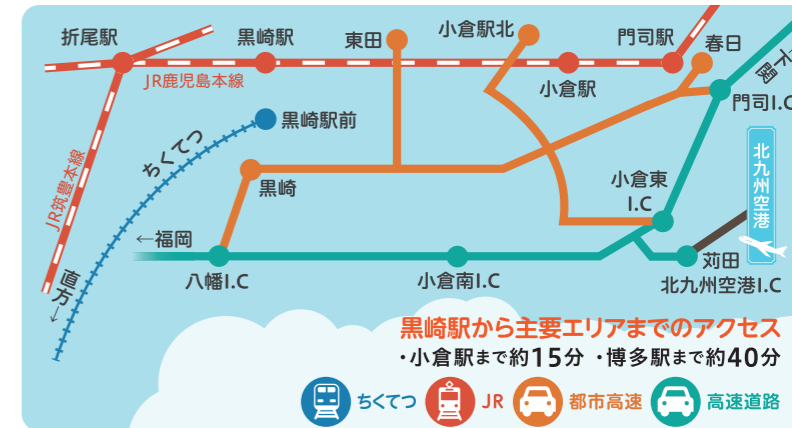 折尾駅
黒崎駅
東田
小倉駅北
門司駅
春日
下関
JR鹿児島本線
小倉駅
門司I.C
黒崎駅前
ちくてつ
北九州空港
JR筑豊本線
黒崎
小倉東
I.C
←福岡
直方
↓
八幡I.C
小倉南I.C
苅田
北九州空港I.C
黒崎駅から主要エリアまでのアクセス
・小倉駅まで約15分 ・博多駅まで約40分
ちくてつ JR 都市高速 高速道路